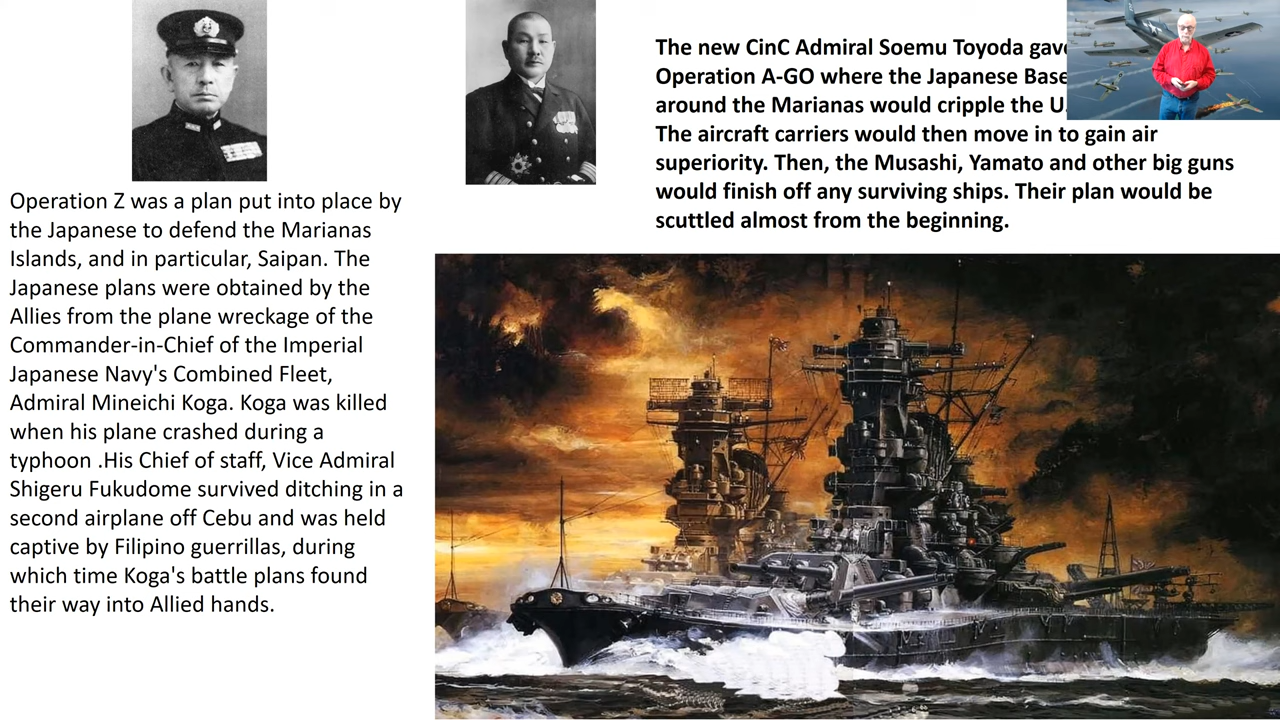 The new CinC Admiral Soemu Toyoda gave
Operation A-GO where the Japanese Base
around the Marianas would cripple the U.
The aircraft carriers would then move in to gain air
superiority. Then, the Musashi, Yamato and other big guns
would finish off any surviving ships. Their plan would be
scuttled almost from the beginning.
Operation Z was a plan put into place by
the Japanese to defend the Marianas
Islands, and in particular, Saipan. The
Japanese plans were obtained by the
Allies from the plane wreckage of the
Commander-in-Chief of the Imperial
Japanese Navy's Combined Fleet,
Admiral Mineichi Koga. Koga was killed
when his plane crashed during a
typhoon .His Chief of staff, Vice Admiral
Shigeru Fukudome survived ditching in a
second airplane off Cebu and was held
captive by Filipino guerrillas, during
which time Koga's battle plans found
their way into Allied hands.